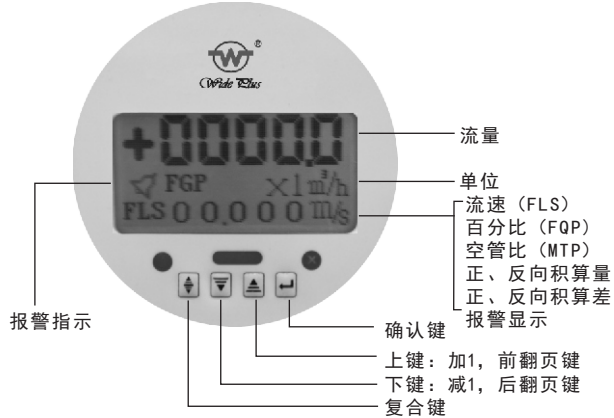 ®
Wide Plus
+0000.0
FGP ×1 m³/h
FLS 00.000 m/s
流量
单位
流速（FLS）
百分比（FQP）
空管比（MTP）
正、反向积算量
正、反向积算差
报警显示
报警指示
确认键
上键：加1，前翻页键
下键：减1，后翻页键
复合键